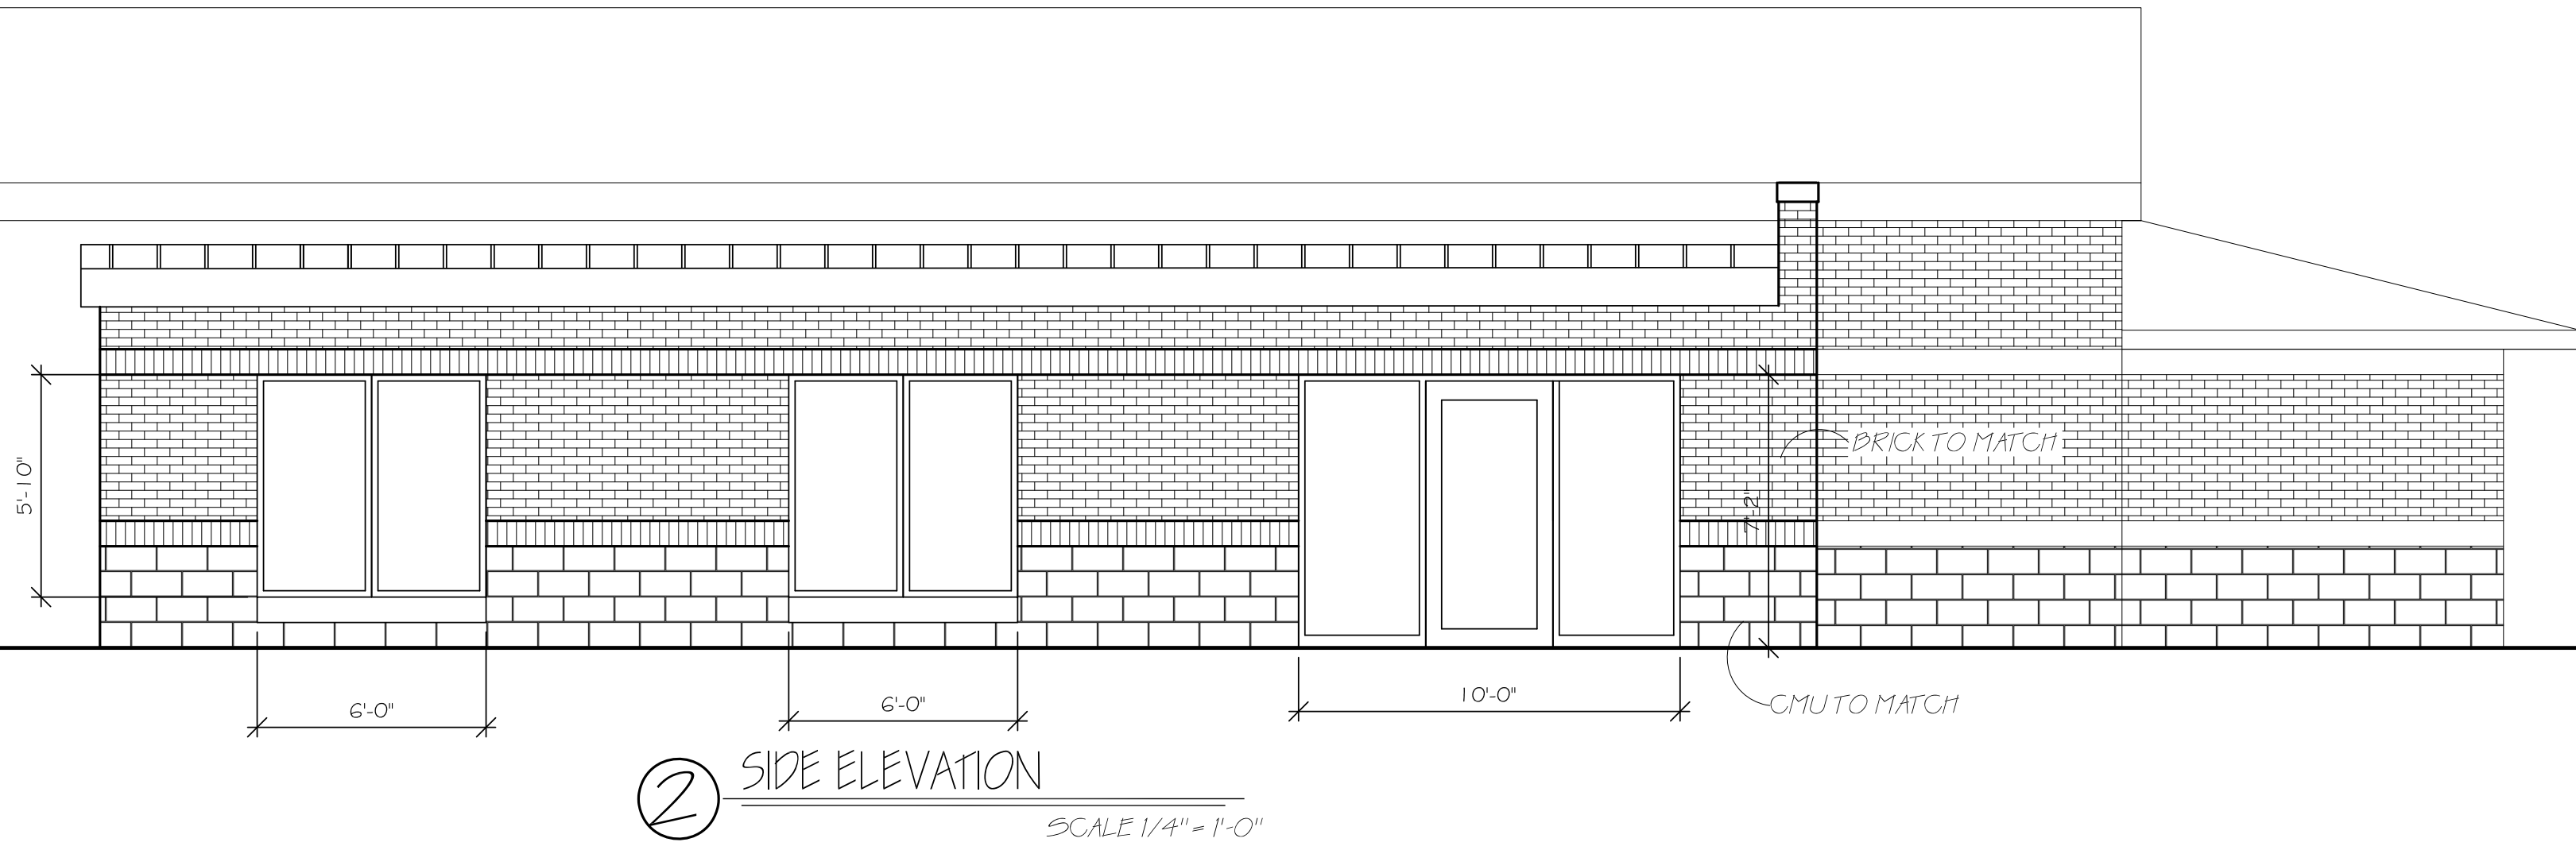 BRICK TO MATCH
5'-10"
7'-2"
6'-0"
6'-0"
10'-0"
CMU TO MATCH
2
SIDE ELEVATION
SCALE 1/4" = 1'-0"